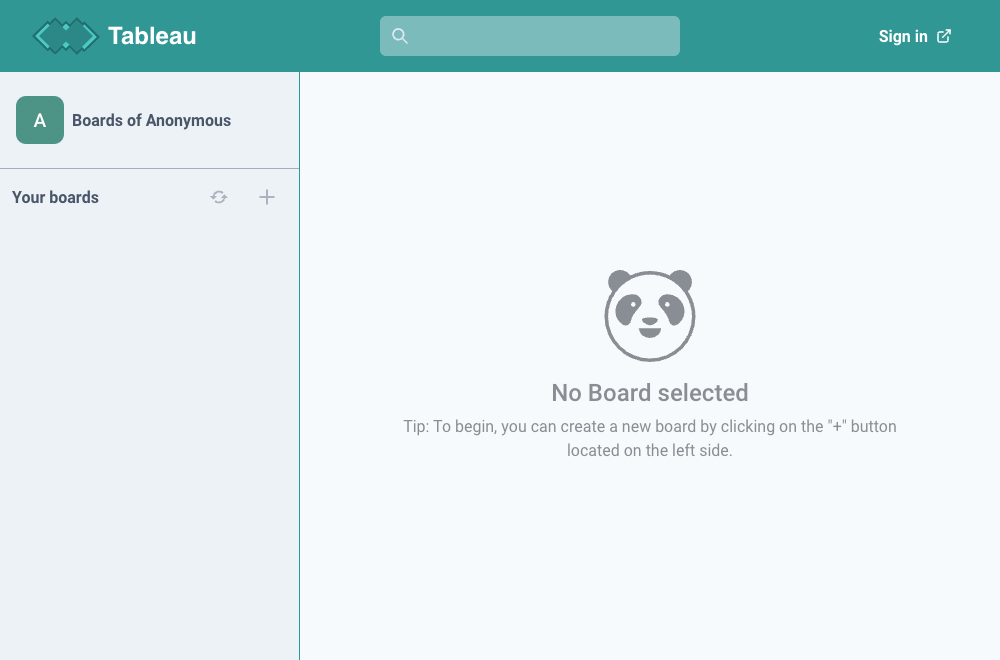 Tableau
Sign in
A
Boards of Anonymous
Your boards
No Board selected
Tip: To begin, you can create a new board by clicking on the "+" button
located on the left side.